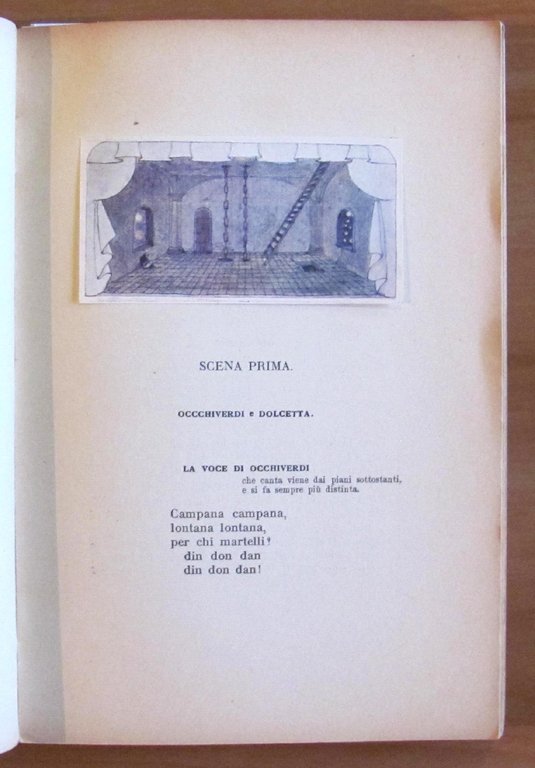 SCENA PRIMA.
OCCCHIVERDI e DOLCETTA.
LA VOCE DI OCCHIVERDI
che canta viene dai piani sottostanti,
e si fa sempre più distinta.
Campana campana,
lontana lontana,
per chi martelli?
din don dan
din don dan!